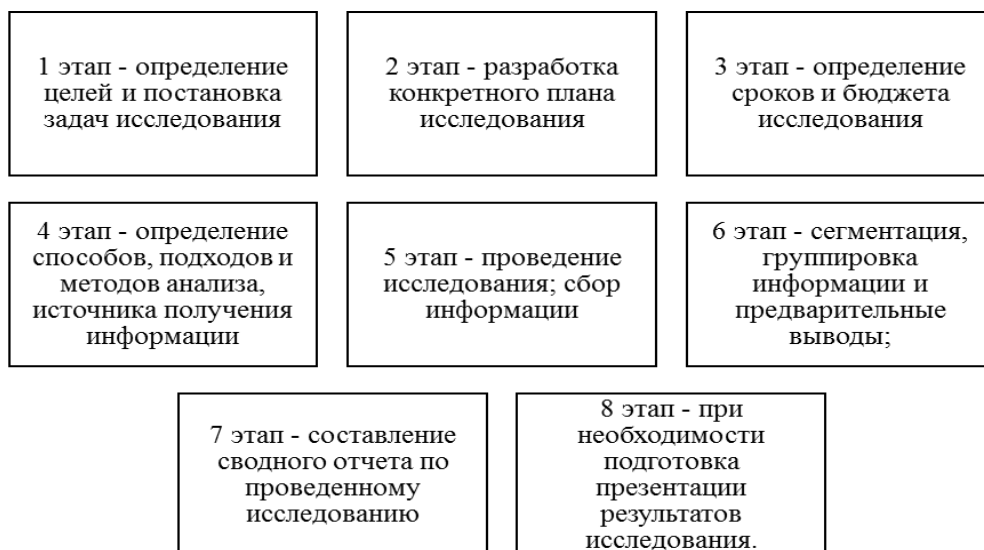 1 этап - определение
целей и постановка
задач исследования
2 этап - разработка
конкретного плана
исследования
3 этап - определение
сроков и бюджета
исследования
4 этап - определение
способов, подходов и
методов анализа,
источника получения
информации
5 этап - проведение
исследования; сбор
информации
6 этап - сегментация,
группировка
информации и
предварительные
выводы;
7 этап - составление
сводного отчета по
проведенному
исследованию
8 этап - при
необходимости
подготовка
презентации
результатов
исследования.